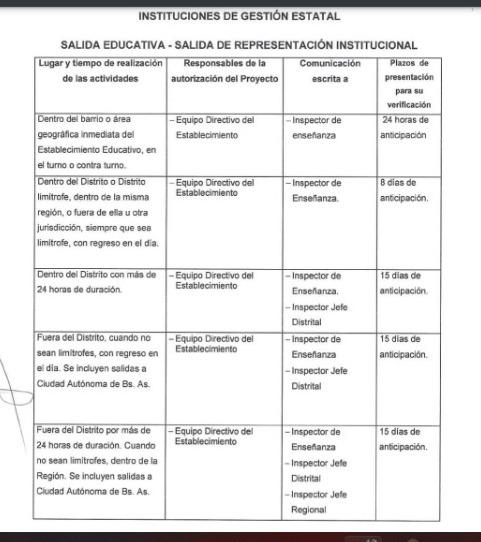 INSTITUCIONES DE GESTIÓN ESTATAL
SALIDA EDUCATIVA - SALIDA DE REPRESENTACIÓN INSTITUCIONAL
Lugar y tiempo de realización
de las actividades
Responsables de la
autorización del Proyecto
Comunicación
escrita a
Plazos de
presentación
para su
verificación
Dentro del barrio o área
geográfica inmediata del
Establecimiento Educativo, en
el turno o contra turno.
– Equipo Directivo del
Establecimiento
– Inspector de
enseñanza
24 horas de
anticipación
Dentro del Distrito o Distrito
limítrofe, dentro de la misma
región, o fuera de ella u otra
jurisdicción, siempre que sea
limítrofe, con regreso en el día.
– Equipo Directivo del
Establecimiento
– Inspector de
Enseñanza.
8 días de
anticipación.
Dentro del Distrito con más de
24 horas de duración.
– Equipo Directivo del
Establecimiento
– Inspector de
Enseñanza.
– Inspector Jefe
Distrital
15 días de
anticipación.
Fuera del Distrito, cuando no
sean limítrofes, con regreso en
el día. Se incluyen salidas a
Ciudad Autónoma de Bs. As.
– Equipo Directivo del
Establecimiento
– Inspector de
Enseñanza
– Inspector Jefe
Distrital
15 días de
anticipación.
Fuera del Distrito por más de
24 horas de duración. Cuando
no sean limítrofes, dentro de la
Región. Se incluyen salidas a
Ciudad Autónoma de Bs. As.
– Equipo Directivo del
Establecimiento
– Inspector de
Enseñanza
– Inspector Jefe
Distrital
– Inspector Jefe
Regional
15 días de
anticipación.